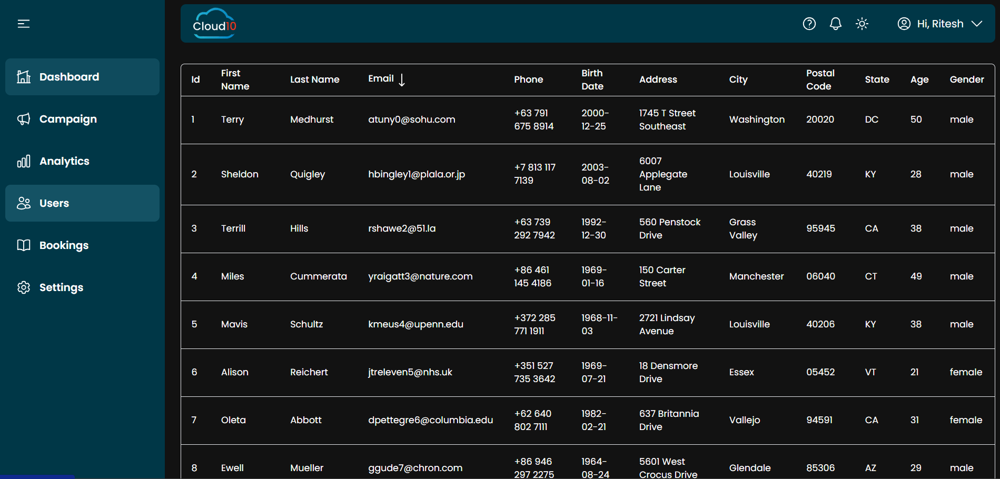 Cloud10
Hi, Ritesh
Dashboard
Campaign
Analytics
Users
Bookings
Settings
Id First Name Last Name Email ↓ Phone Birth Date Address City Postal Code State Age Gender
1 Terry Medhurst atuny0@sohu.com +63 791 675 8914 2000-12-25 1745 T Street Southeast Washington 20020 DC 50 male
2 Sheldon Quigley hbingley1@plala.or.jp +7 813 117 7139 2003-08-02 6007 Applegate Lane Louisville 40219 KY 28 male
3 Terrill Hills rshawe2@51.la +63 739 292 7942 1992-12-30 560 Penstock Drive Grass Valley 95945 CA 38 male
4 Miles Cummerata yraigatt3@nature.com +86 461 145 4186 1969-01-16 150 Carter Street Manchester 06040 CT 49 male
5 Mavis Schultz kmeus4@upenn.edu +372 285 771 1911 1968-11-03 2721 Lindsay Avenue Louisville 40206 KY 38 male
6 Alison Reichert jtreleven5@nhs.uk +351 527 735 3642 1969-07-21 18 Densmore Drive Essex 05452 VT 21 female
7 Oleta Abbott dpettegre6@columbia.edu +62 640 802 7111 1982-02-21 637 Britannia Drive Vallejo 94591 CA 31 female
8 Ewell Mueller ggude7@chron.com +86 946 297 2275 1964-08-24 5601 West Crocus Drive Glendale 85306 AZ 29 male